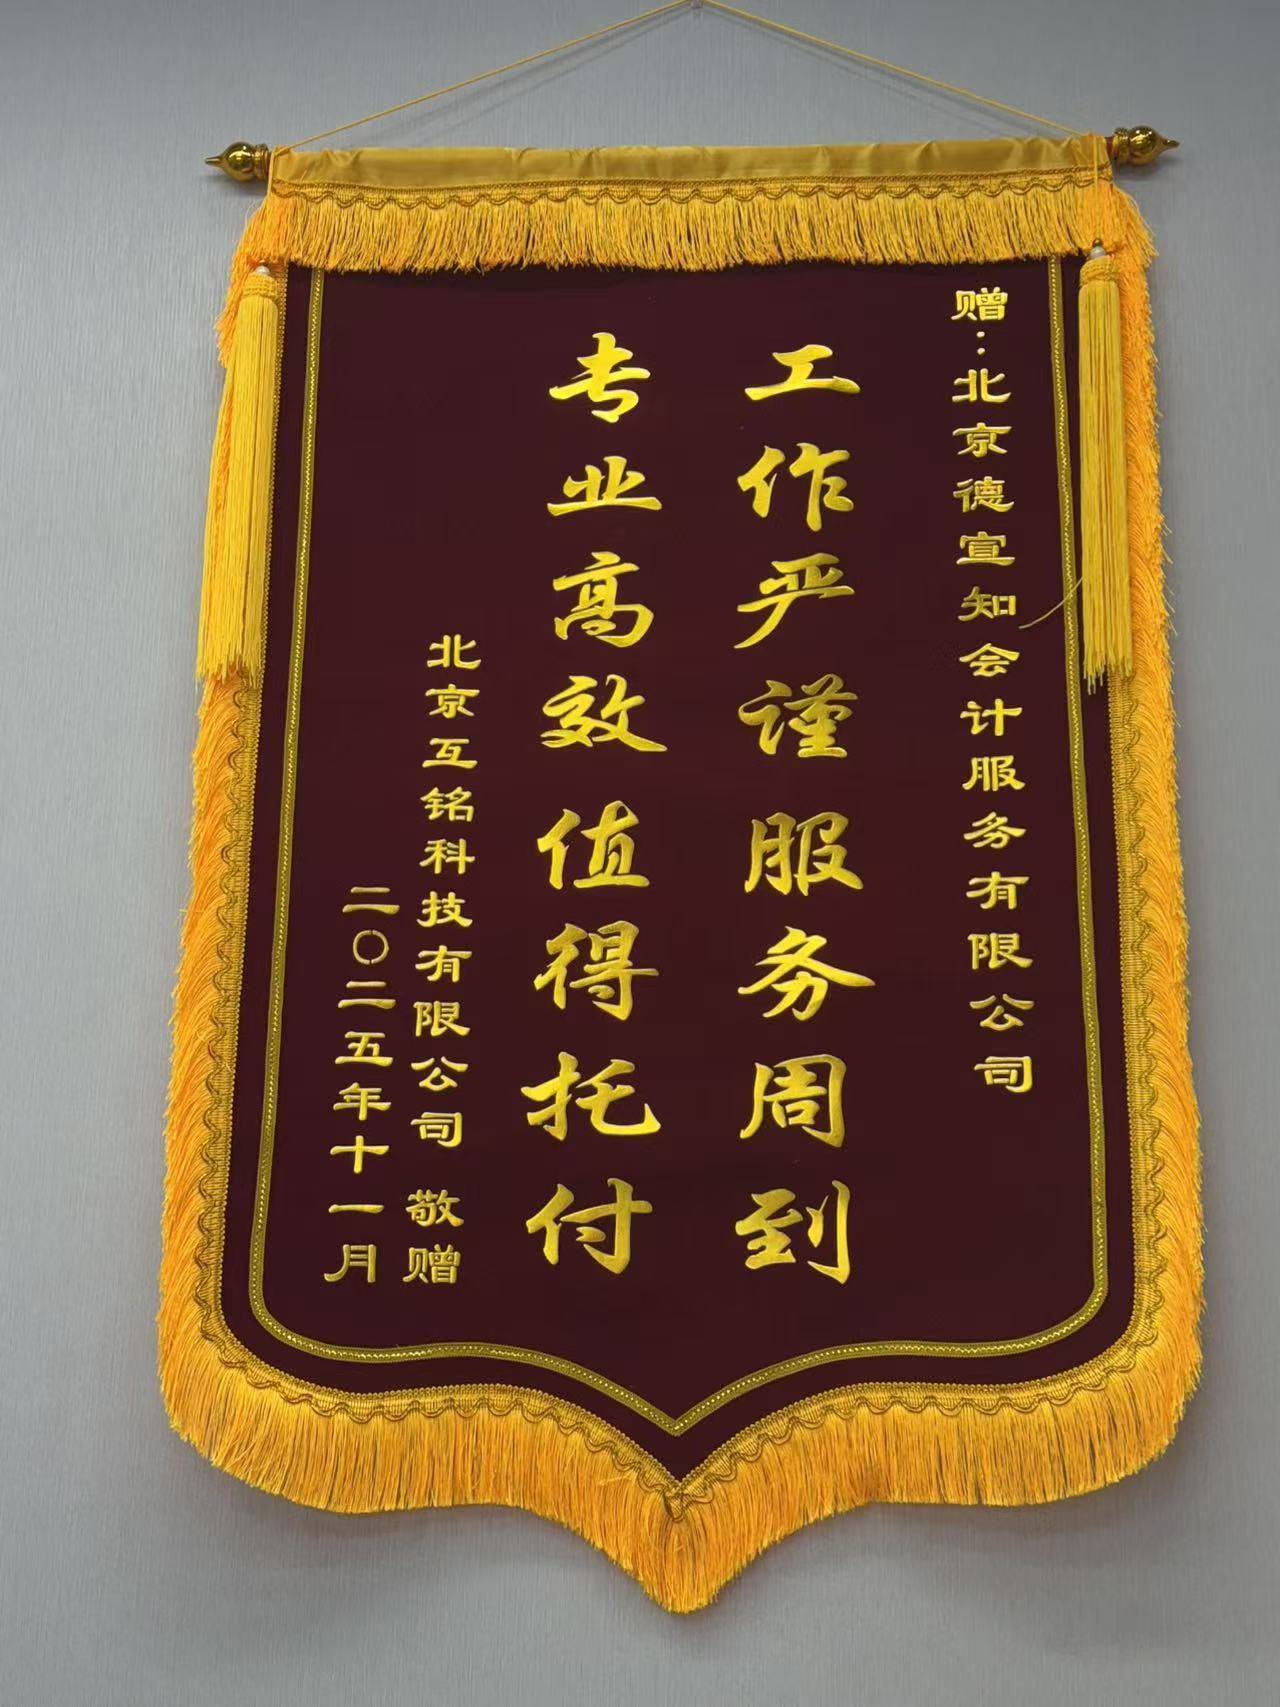 赠:北京德宣知会计服务有限公司
工作严谨服务周到
专业高效值得托付
北京互铭科技有限公司 敬赠
二〇二五年十一月